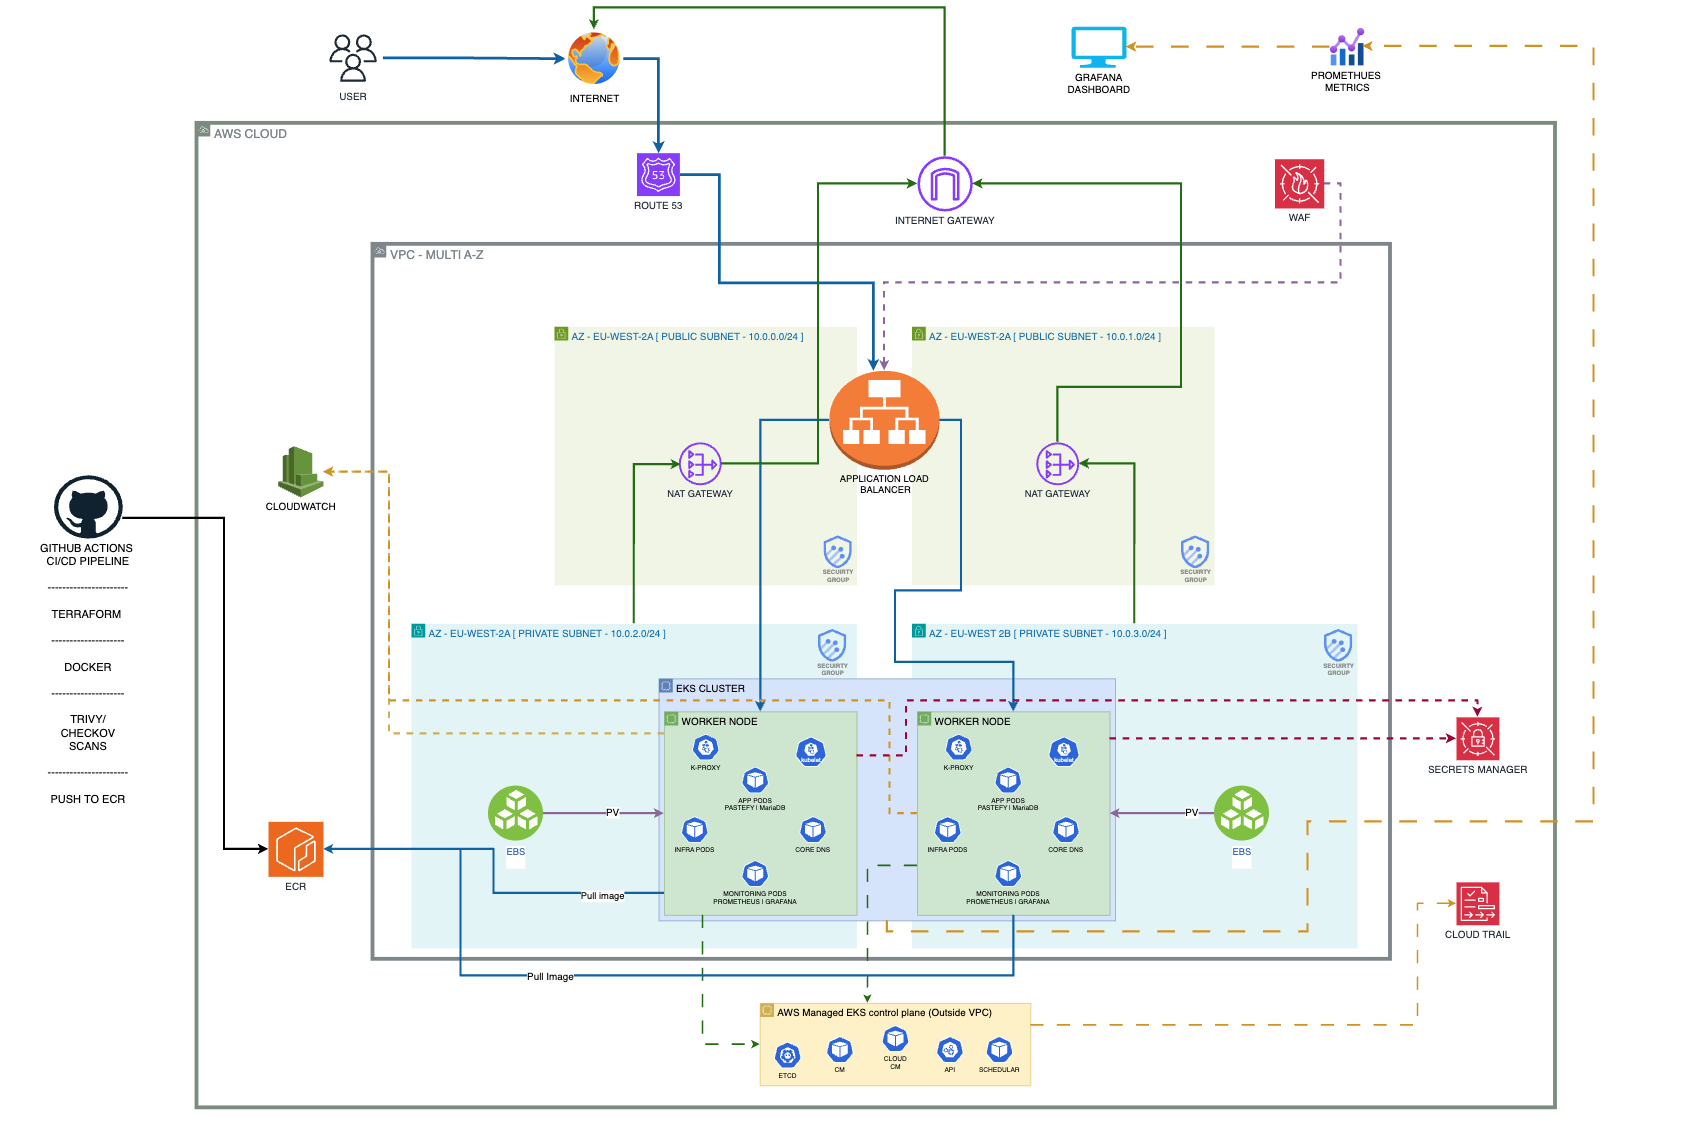 USER
INTERNET
GRAFANA
DASHBOARD
PROMETHUES
METRICS
AWS CLOUD
53
ROUTE 53
INTERNET GATEWAY
WAF
VPC - MULTI A-Z
AZ - EU-WEST-2A [ PUBLIC SUBNET - 10.0.0.0/24 ]
AZ - EU-WEST-2A [ PUBLIC SUBNET - 10.0.1.0/24 ]
APPLICATION LOAD
BALANCER
NAT GATEWAY
NAT GATEWAY
CLOUDWATCH
SECUIRTY
GROUP
SECUIRTY
GROUP
GITHUB ACTIONS
CI/CD PIPELINE
----------------------
TERRAFORM
--------------------
DOCKER
--------------------
TRIVY/
CHECKOV
SCANS
----------------------
PUSH TO ECR
AZ - EU-WEST-2A [ PRIVATE SUBNET - 10.0.2.0/24 ]
SECUIRTY
GROUP
AZ - EU-WEST 2B [ PRIVATE SUBNET - 10.0.3.0/24 ]
SECUIRTY
GROUP
EKS CLUSTER
WORKER NODE
K-PROXY
kubelet
APP PODS
PASTEFY | MariaDB
INFRA PODS
CORE DNS
MONITORING PODS
PROMETHEUS | GRAFANA
WORKER NODE
K-PROXY
kubelet
APP PODS
PASTEFY | MariaDB
INFRA PODS
CORE DNS
MONITORING PODS
PROMETHEUS | GRAFANA
EBS
PV
PV
EBS
SECRETS MANAGER
ECR
Pull image
Pull Image
CLOUD TRAIL
AWS Managed EKS control plane (Outside VPC)
ETCD
CM
CLOUD
CM
API
SCHEDULAR